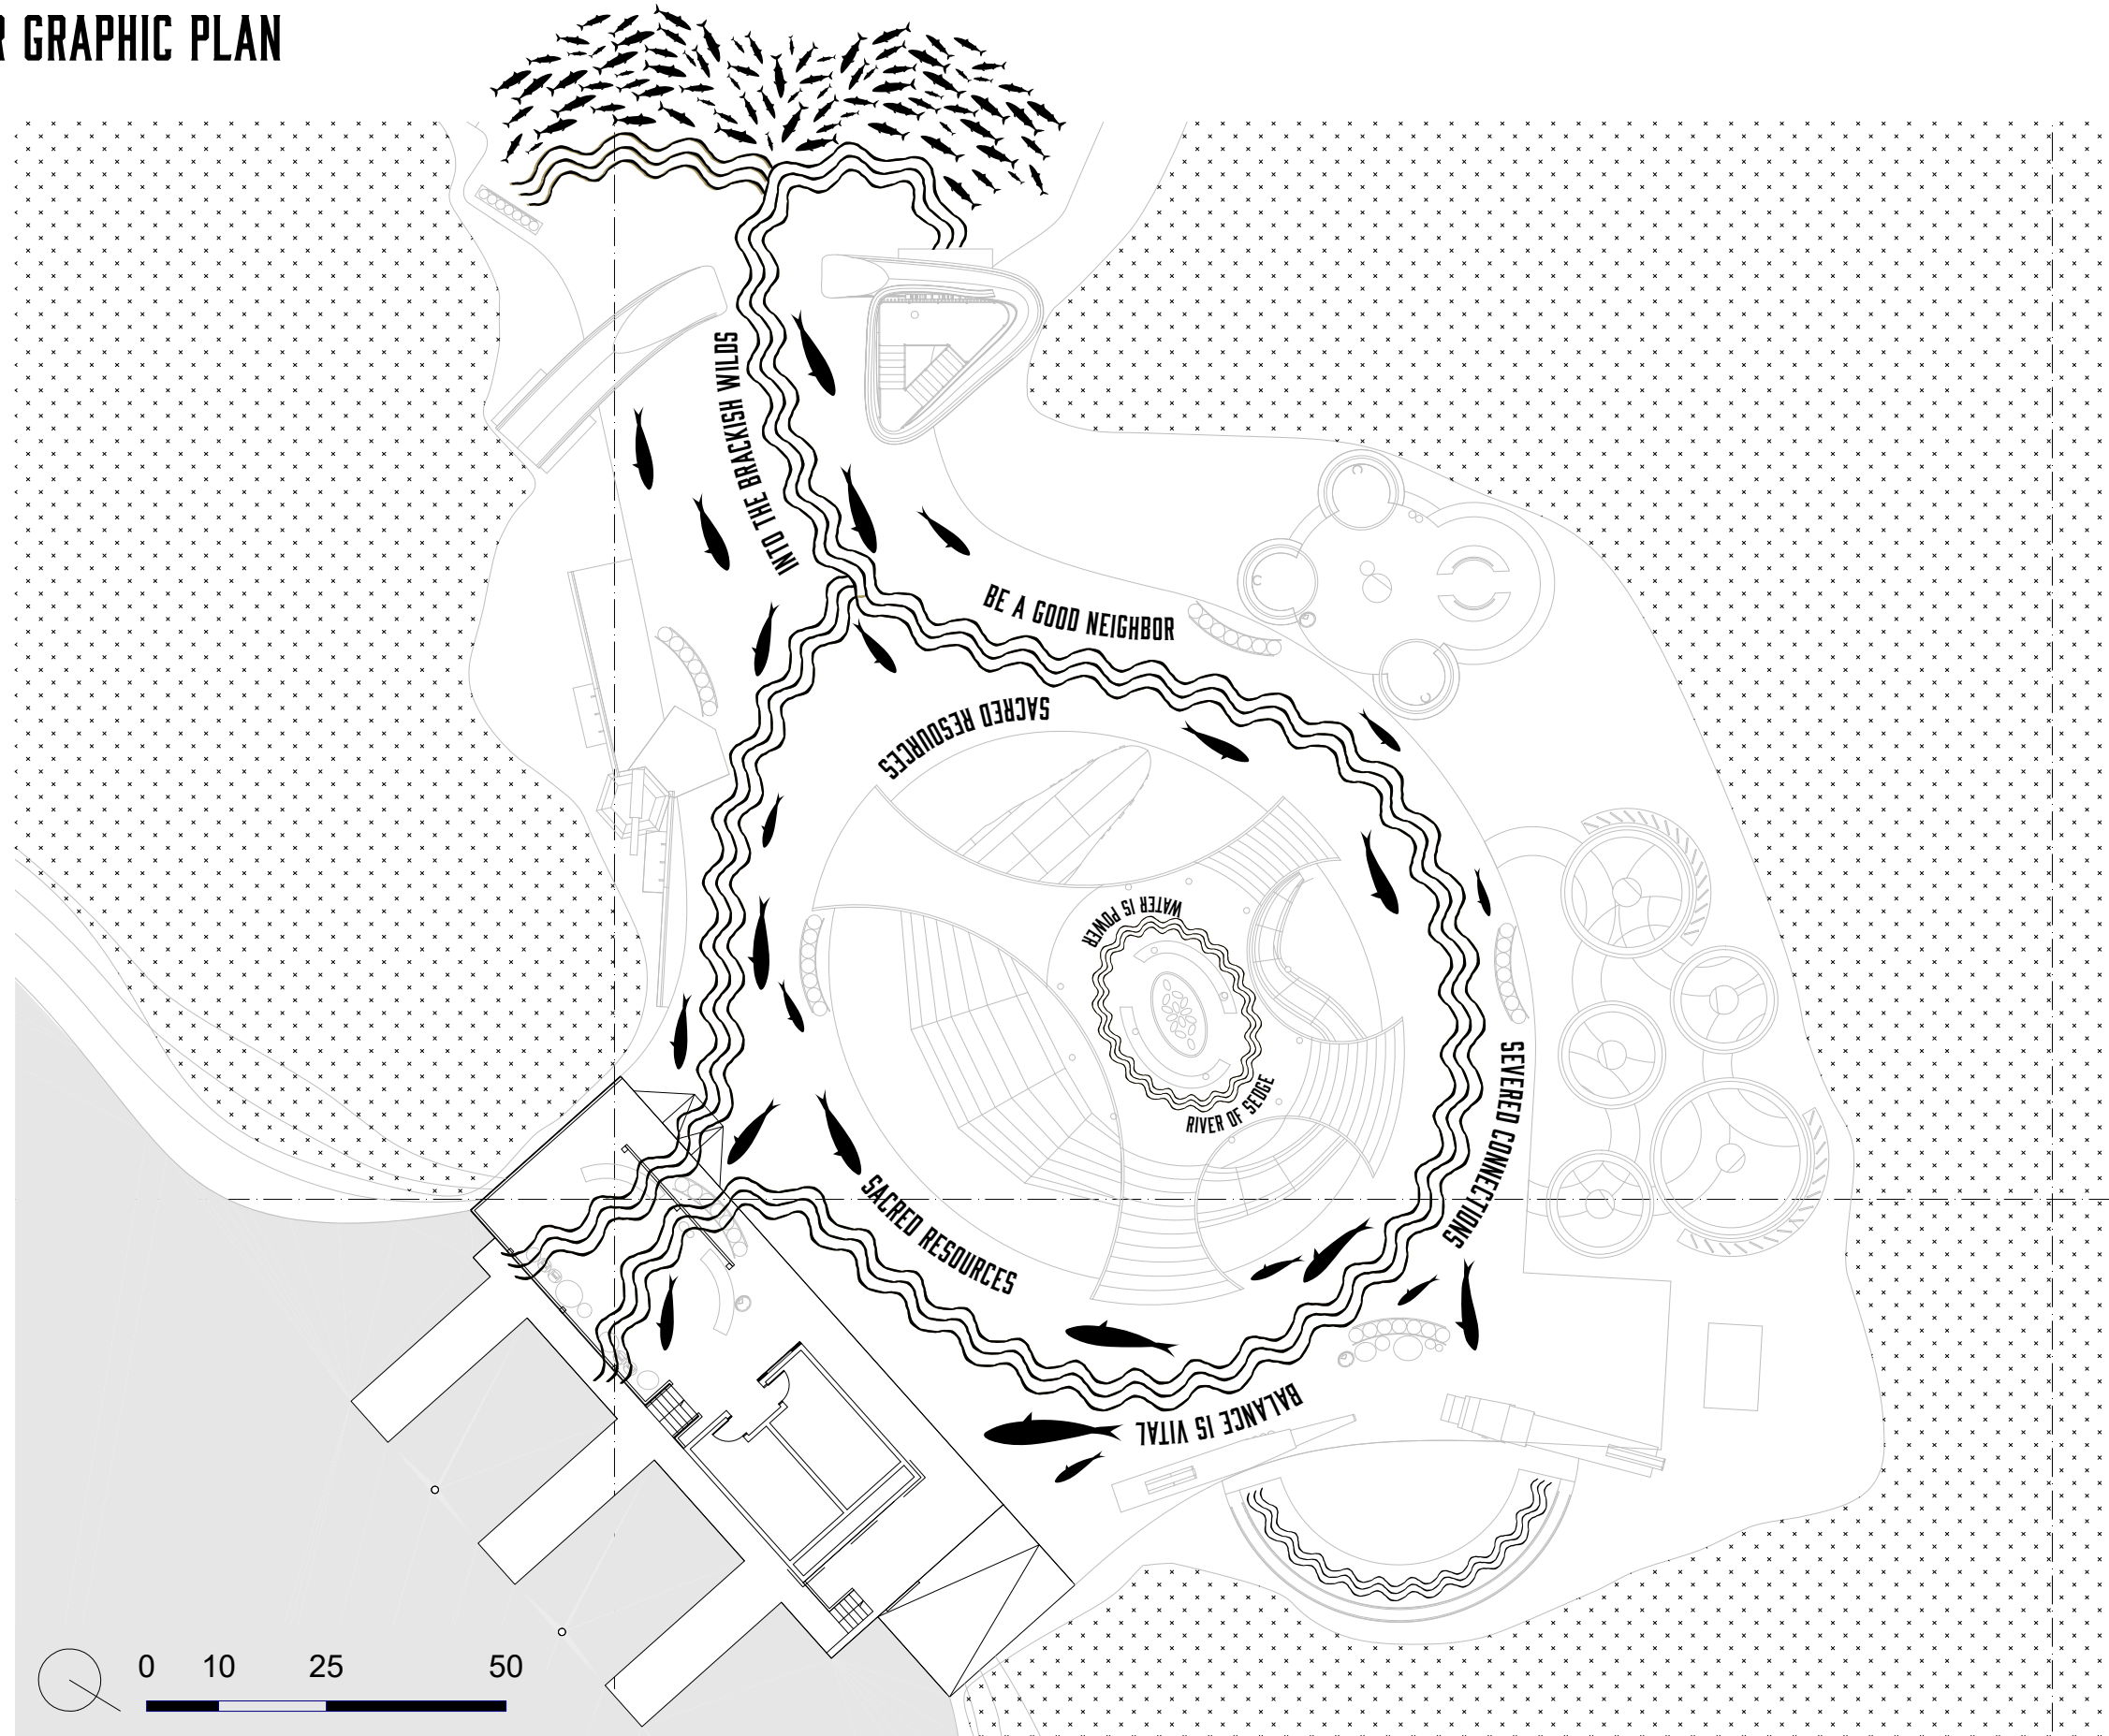 R GRAPHIC PLAN
INTO THE BRACKISH WILDS
BE A GOOD NEIGHBOR
SACRED RESOURCES
WATER IS POWER
RIVER OF SEDGE
SEVERED CONNECTIONS
SACRED RESOURCES
BALANCE IS VITAL
0 10 25 50